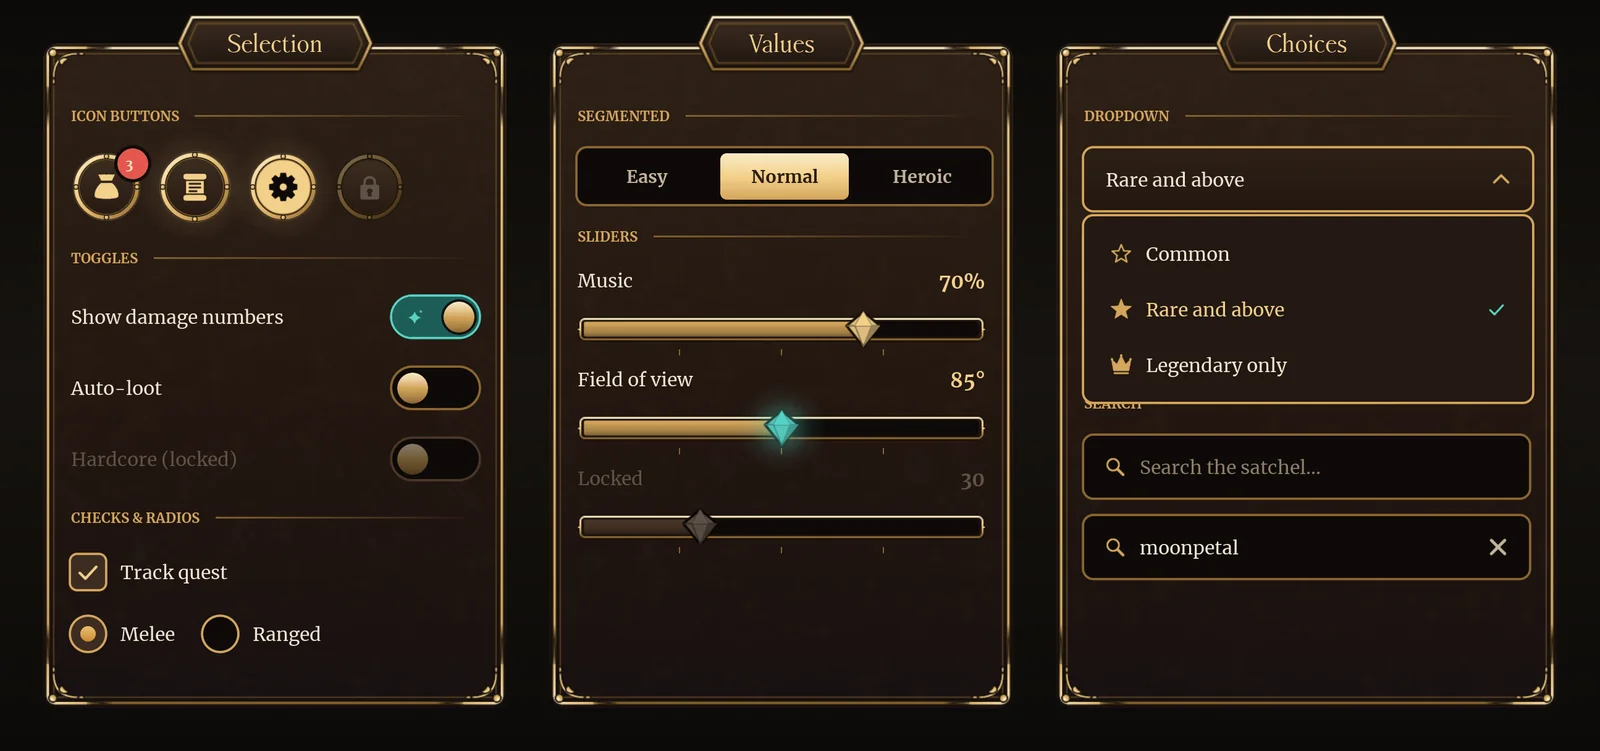 Selection
ICON BUTTONS
3
TOGGLES
Show damage numbers
Auto-loot
Hardcore (locked)
CHECKS & RADIOS
Track quest
Melee
Ranged
Values
SEGMENTED
Easy
Normal
Heroic
SLIDERS
Music
70%
Field of view
85°
Locked
30
Choices
DROPDOWN
Rare and above
Common
Rare and above
Legendary only
SEARCH
Search the satchel...
moonpetal